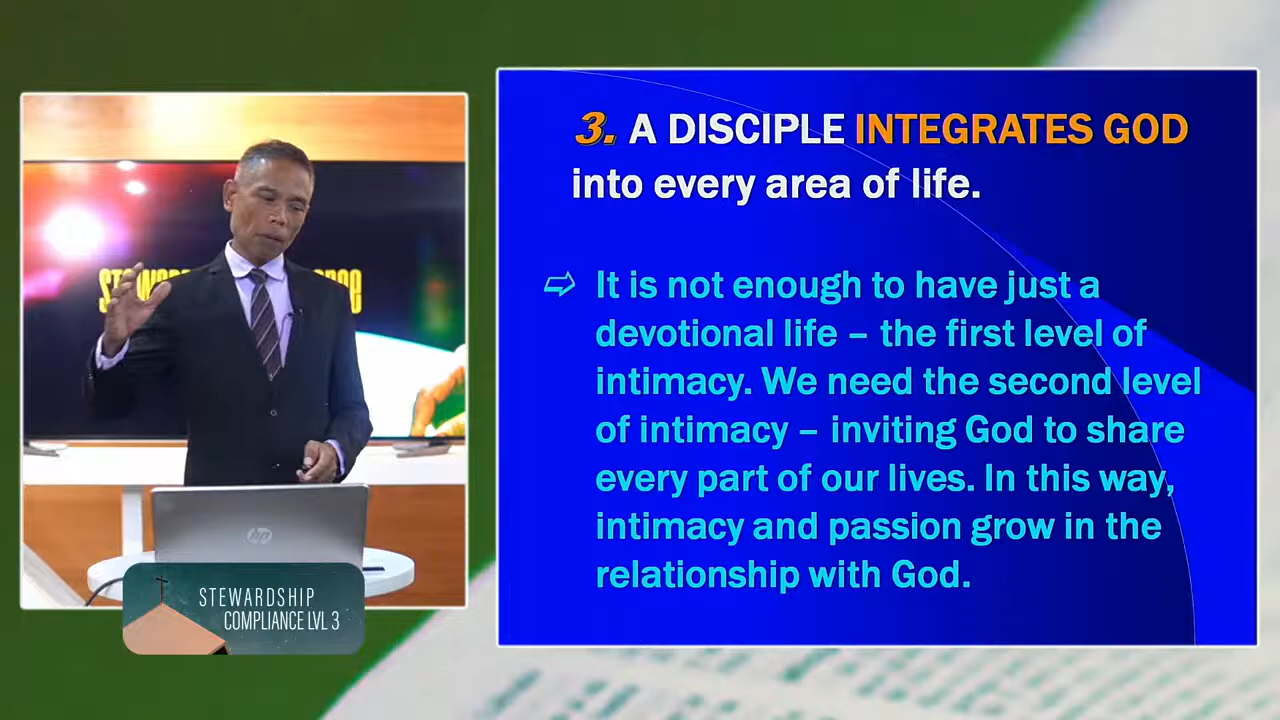 3. A DISCIPLE INTEGRATES GOD
into every area of life.
⇨ It is not enough to have just a
devotional life – the first level of
intimacy. We need the second level
of intimacy – inviting God to share
every part of our lives. In this way,
intimacy and passion grow in the
relationship with God.
hp
STEWARDSHIP
COMPLIANCE LVL 3